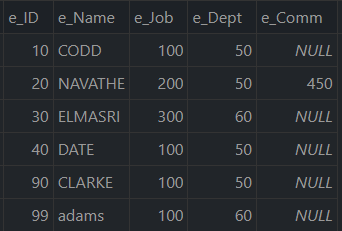 e_ID e_Name e_Job e_Dept e_Comm
10 CODD 100 50 NULL
20 NAVATHE 200 50 450
30 ELMASRI 300 60 NULL
40 DATE 100 50 NULL
90 CLARKE 100 50 NULL
99 adams 100 60 NULL